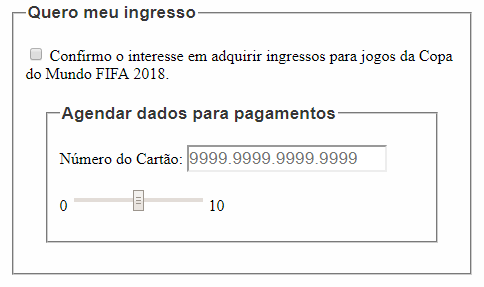 Quero meu ingresso
Confirmo o interesse em adquirir ingressos para jogos da Copa
do Mundo FIFA 2018.
Agendar dados para pagamentos
Número do Cartão: 9999.9999.9999.9999
0 10